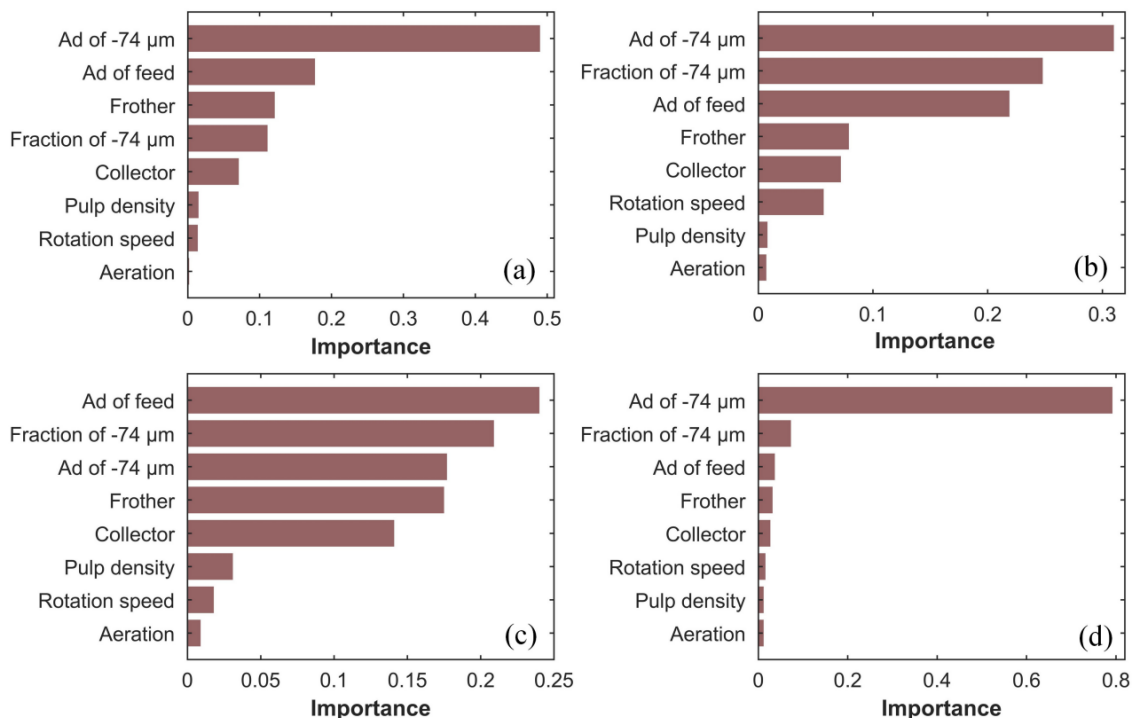 Ad of -74 µm
Ad of feed
Frother
Fraction of -74 µm
Collector
Pulp density
Rotation speed
Aeration
(a)
0 0.1 0.2 0.3 0.4 0.5
Importance
Ad of -74 µm
Fraction of -74 µm
Ad of feed
Frother
Collector
Rotation speed
Pulp density
Aeration
(b)
0 0.1 0.2 0.3
Importance
Ad of feed
Fraction of -74 µm
Ad of -74 µm
Frother
Collector
Pulp density
Rotation speed
Aeration
(c)
0 0.05 0.1 0.15 0.2 0.25
Importance
Ad of -74 µm
Fraction of -74 µm
Ad of feed
Frother
Collector
Rotation speed
Pulp density
Aeration
(d)
0 0.2 0.4 0.6 0.8
Importance